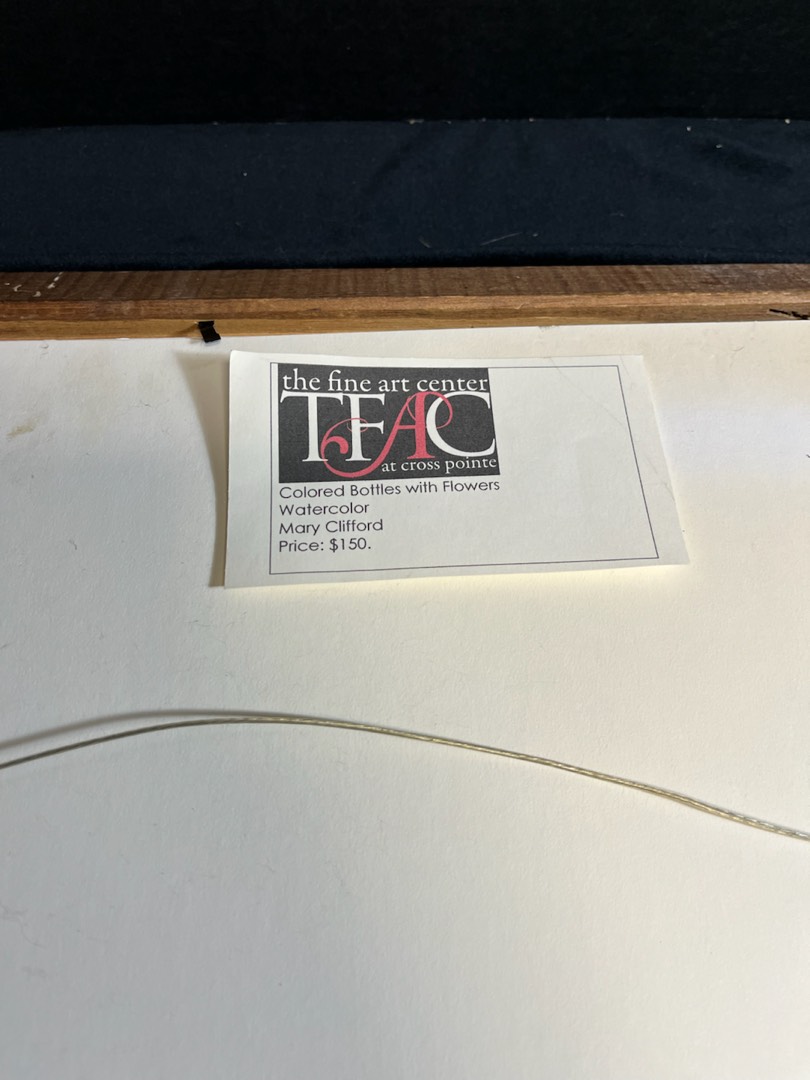 the fine art center
TFAC
at cross pointe
Colored Bottles with Flowers
Watercolor
Mary Clifford
Price: $150.